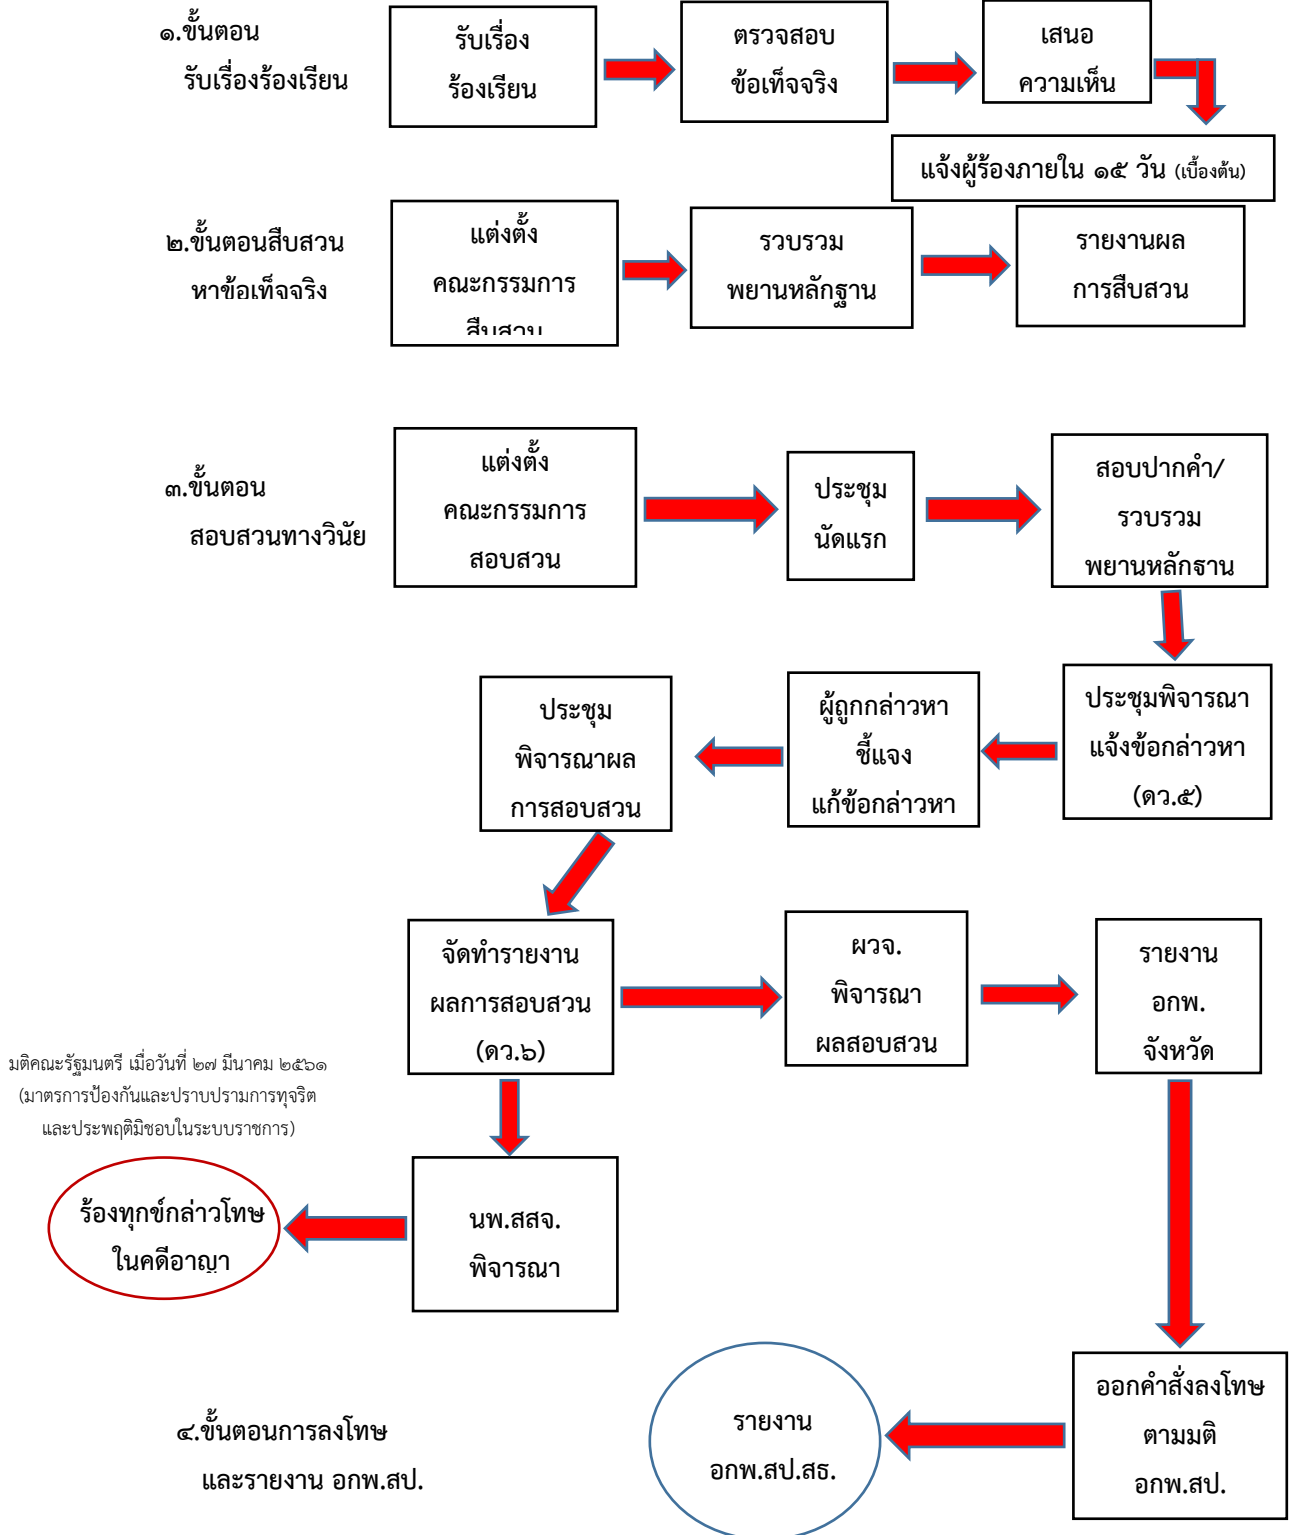 ๑.ขั้นตอน
รับเรื่องร้องเรียน
รับเรื่อง
ร้องเรียน
ตรวจสอบ
ข้อเท็จจริง
เสนอ
ความเห็น
แจ้งผู้ร้องภายใน ๑๕ วัน (เบื้องต้น)
๒.ขั้นตอนสืบสวน
หาข้อเท็จจริง
แต่งตั้ง
คณะกรรมการ
สืบสวน
รวบรวม
พยานหลักฐาน
รายงานผล
การสืบสวน
๓.ขั้นตอน
สอบสวนทางวินัย
แต่งตั้ง
คณะกรรมการ
สอบสวน
ประชุม
นัดแรก
สอบปากคำ/
รวบรวม
พยานหลักฐาน
ประชุมพิจารณา
แจ้งข้อกล่าวหา
(ดว.๕)
ผู้ถูกกล่าวหา
ชี้แจง
แก้ข้อกล่าวหา
ประชุม
พิจารณาผล
การสอบสวน
จัดทำรายงาน
ผลการสอบสวน
(ดว.๖)
ผวจ.
พิจารณา
ผลสอบสวน
รายงาน
อกพ.
จังหวัด
มติคณะรัฐมนตรี เมื่อวันที่ ๒๗ มีนาคม ๒๕๖๑
(มาตรการป้องกันและปราบปรามการทุจริต
และประพฤติมิชอบในระบบราชการ)
ร้องทุกข์กล่าวโทษ
ในคดีอาญา
นพ.สสจ.
พิจารณา
๔.ขั้นตอนการลงโทษ
และรายงาน อกพ.สป.
รายงาน
อกพ.สป.สธ.
ออกคำสั่งลงโทษ
ตามมติ
อกพ.สป.